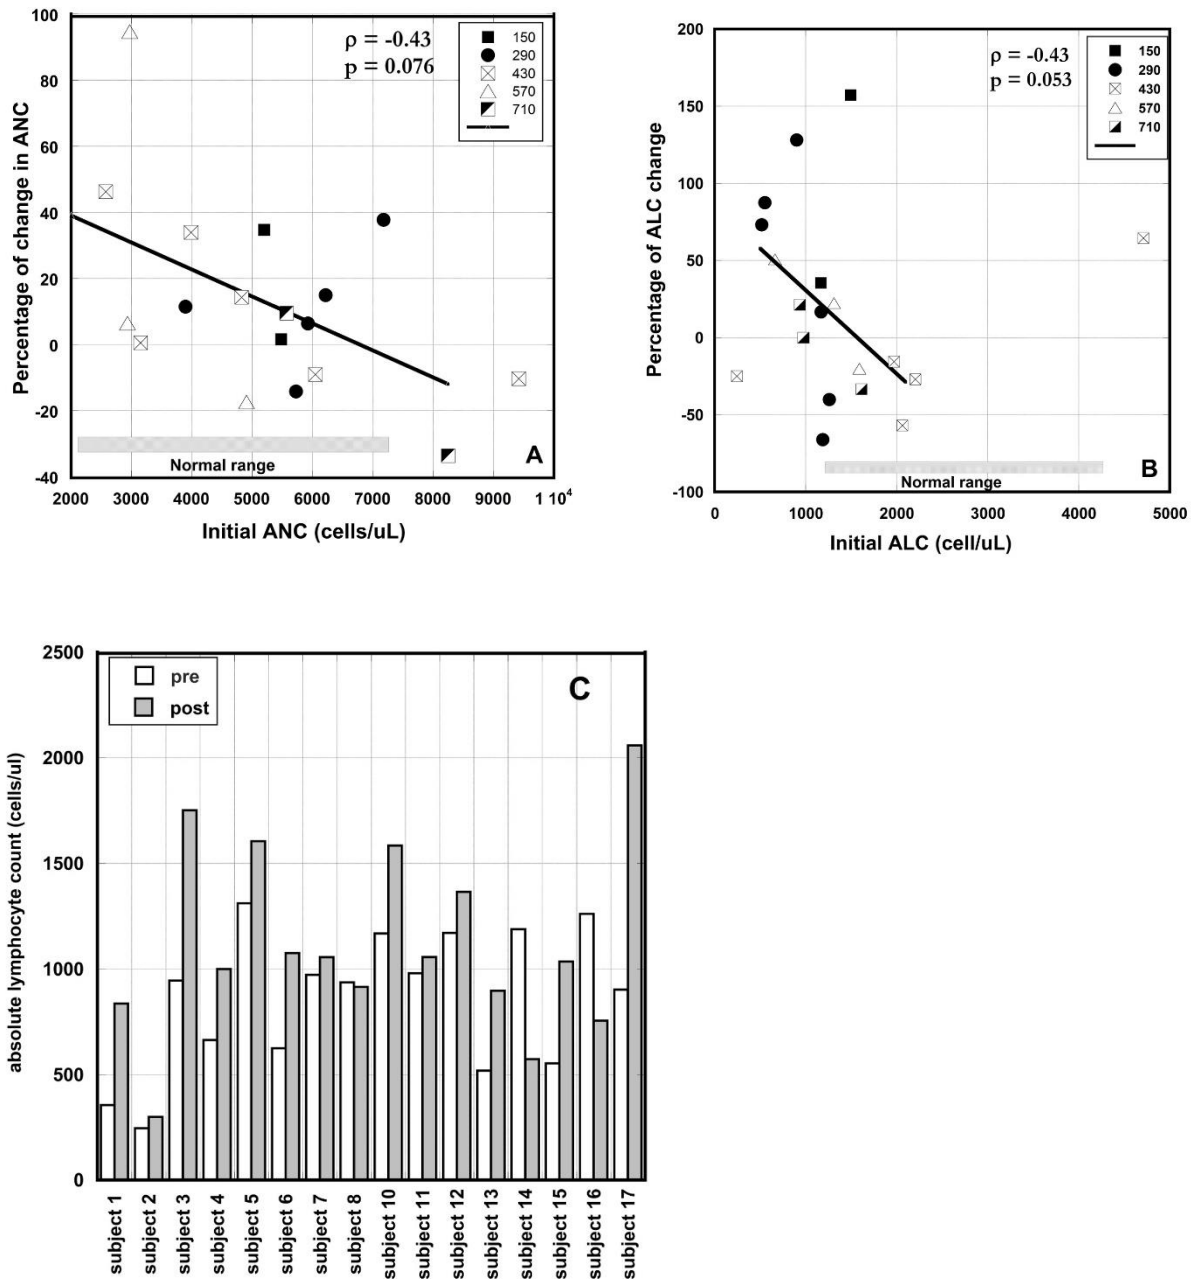 100
80
60
40
20
0
-20
-40
Percentage of change in ANC
ρ = -0.43
p = 0.076
150
290
430
570
710
Normal range
A
2000 3000 4000 5000 6000 7000 8000 9000 1 10⁴
Initial ANC (cells/uL)
200
150
100
50
0
-50
-100
Percentage of ALC change
ρ = -0.43
p = 0.053
150
290
430
570
710
Normal range
B
0 1000 2000 3000 4000 5000
Initial ALC (cell/uL)
2500
2000
1500
1000
500
0
absolute lymphocyte count (cells/ul)
pre
post
C
subject 1
subject 2
subject 3
subject 4
subject 5
subject 6
subject 7
subject 8
subject 10
subject 11
subject 12
subject 13
subject 14
subject 15
subject 16
subject 17